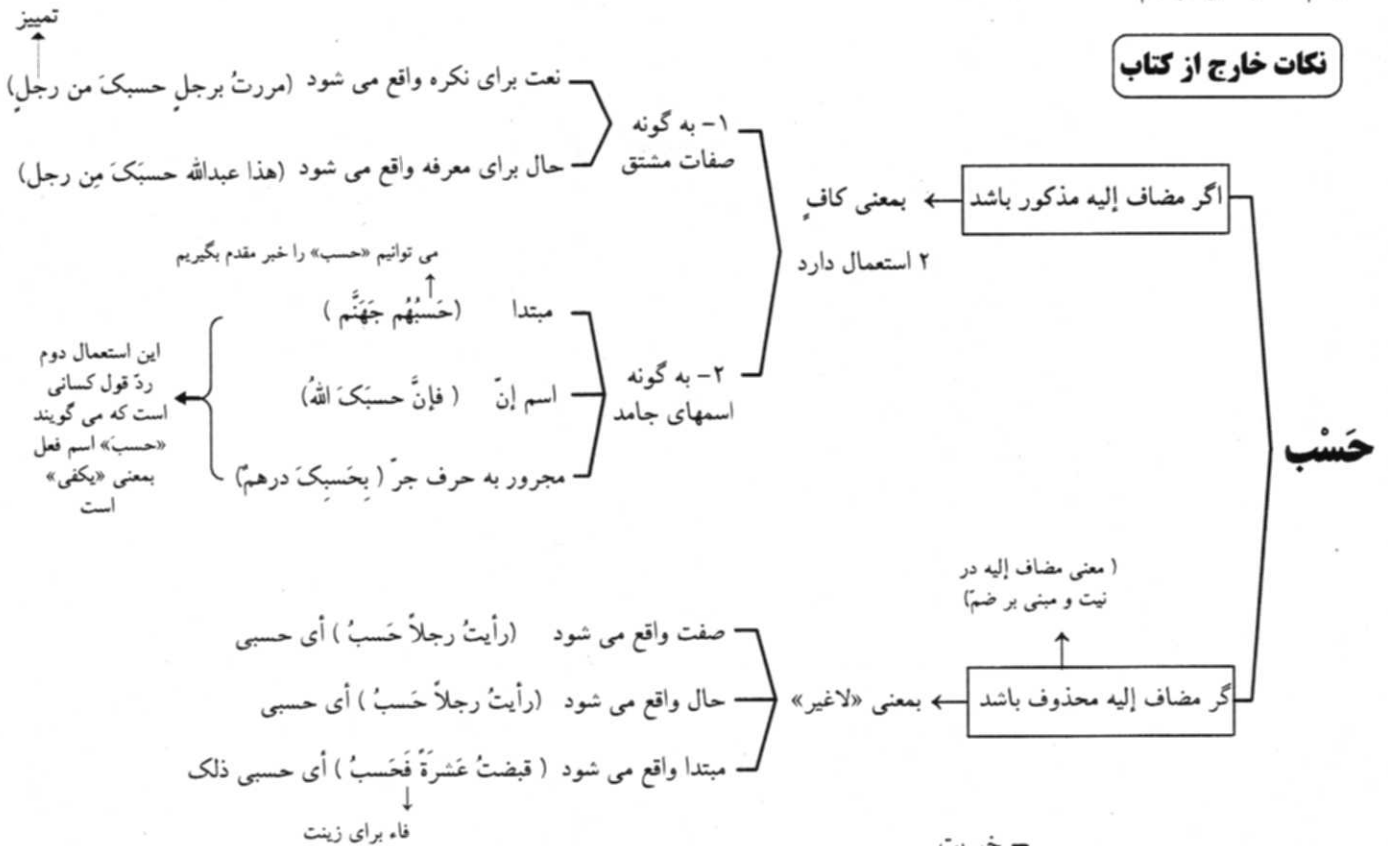 نکات خارج از کتاب
حَسْب
اگر مضاف إلیه مذکور باشد
بمعنی کافٍ
۲ استعمال دارد
۱- به گونه
صفات مشتق
نعت برای نکره واقع می شود (مررتُ برجلٍ حسبکَ من رجلٍ)
تمییز
حال برای معرفه واقع می شود (هذا عبدالله حسبَکَ مِن رجل)
۲- به گونه
اسمهای جامد
می توانیم «حسب» را خبر مقدم بگیریم
مبتدا (حَسبُهُم جَهَنَّم )
اسم إنّ ( فإنَّ حسبَکَ اللهُ)
مجرور به حرف جرّ ( بِحَسبِکَ درهمٌ)
این استعمال دوم
ردّ قول کسانی
است که می گویند
«حسبَ» اسم فعل
بمعنی «یکفی»
است
( معنی مضاف إلیه در
نیت و مبنی بر ضمّ)
گر مضاف إلیه محذوف باشد
بمعنی «لاغیر»
صفت واقع می شود (رأیتُ رجلاً حَسبُ ) أی حسبی
حال واقع می شود (رأیتُ رجلاً حَسبُ ) أی حسبی
مبتدا واقع می شود ( قبضتُ عَشرَةً فَحَسبُ ) أی حسبی ذلک
فاء برای زینت